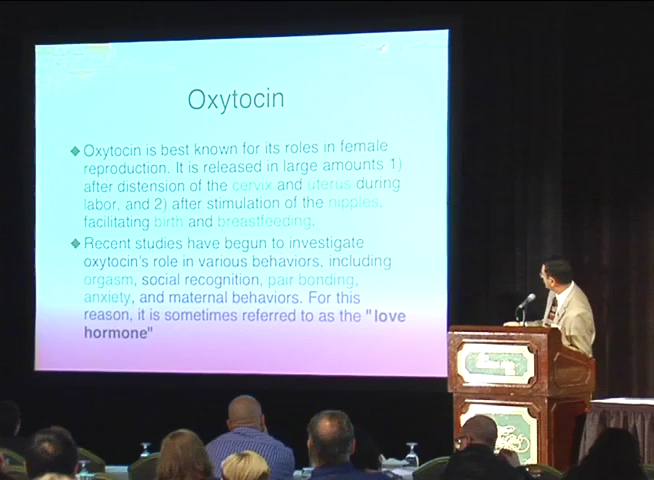 Oxytocin
❖ Oxytocin is best known for its roles in female
reproduction. It is released in large amounts 1)
after distension of the cervix and uterus during
labor, and 2) after stimulation of the nipples,
facilitating birth and breastfeeding.
❖ Recent studies have begun to investigate
oxytocin's role in various behaviors, including
orgasm, social recognition, pair bonding,
anxiety, and maternal behaviors. For this
reason, it is sometimes referred to as the "love
hormone"